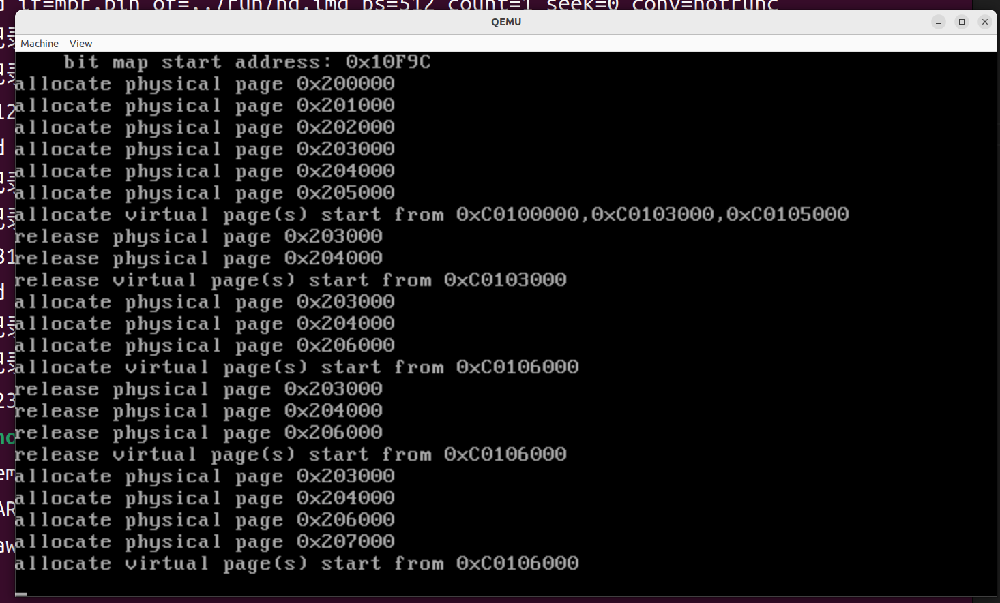 if=mbr.bin of=../run/hd.img bs=512 count=1 seek=0 conv=notrunc
QEMU
Machine View
bit map start address: 0x10F9C
allocate physical page 0x200000
allocate physical page 0x201000
allocate physical page 0x202000
allocate physical page 0x203000
allocate physical page 0x204000
allocate physical page 0x205000
allocate virtual page(s) start from 0xC0100000,0xC0103000,0xC0105000
release physical page 0x203000
release physical page 0x204000
release virtual page(s) start from 0xC0103000
allocate physical page 0x203000
allocate physical page 0x204000
allocate physical page 0x206000
allocate virtual page(s) start from 0xC0106000
release physical page 0x203000
release physical page 0x204000
release physical page 0x206000
release virtual page(s) start from 0xC0106000
allocate physical page 0x203000
allocate physical page 0x204000
allocate physical page 0x206000
allocate physical page 0x207000
allocate virtual page(s) start from 0xC0106000